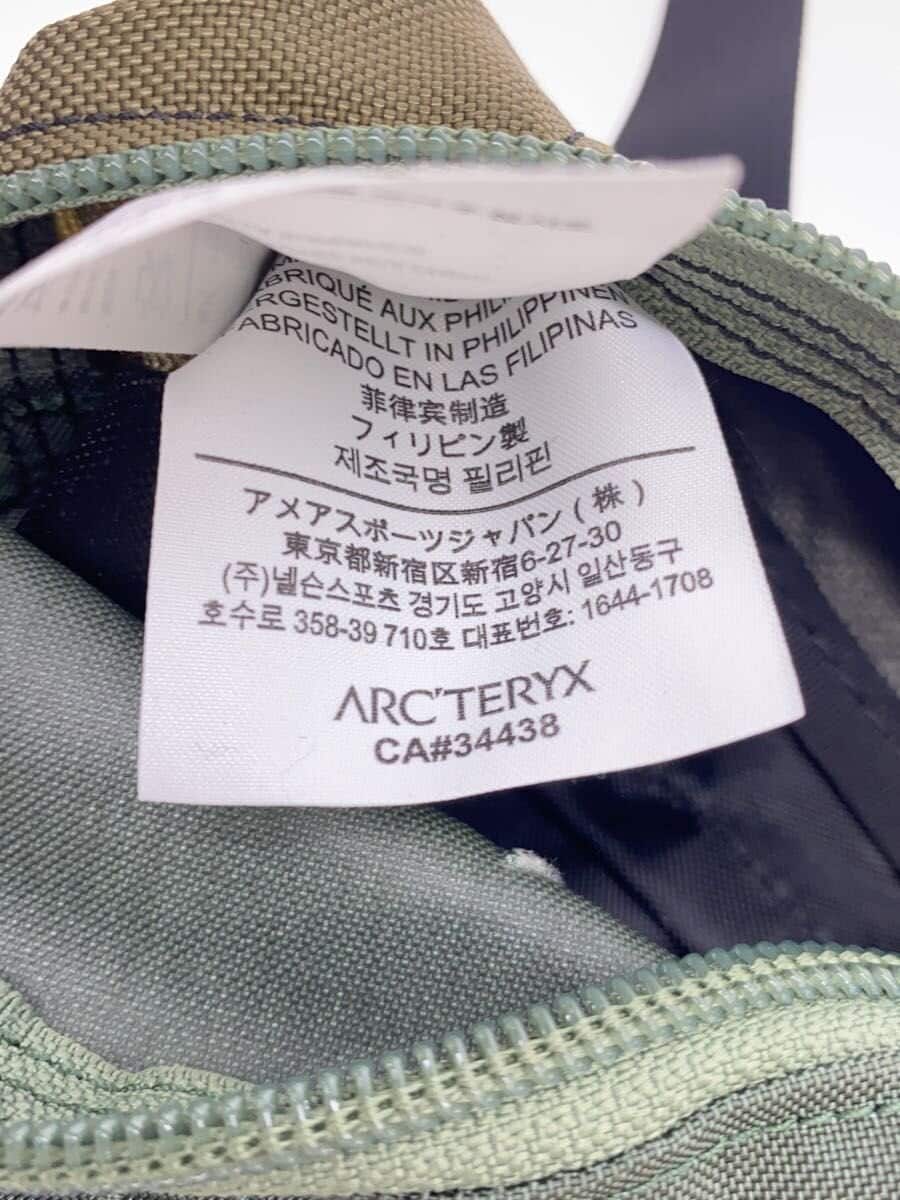 FABRIQUÉ AUX PHILIPPINES
HERGESTELLT IN PHILIPPINEN
FABRICADO EN LAS FILIPINAS
菲律宾制造
フィリピン製
제조국명 필리핀
アメアスポーツジャパン(株)
東京都新宿区新宿6-27-30
(주)넬슨스포츠 경기도 고양시 일산동구
호수로 358-39 710호 대표번호: 1644-1708
ARC'TERYX
CA#34438